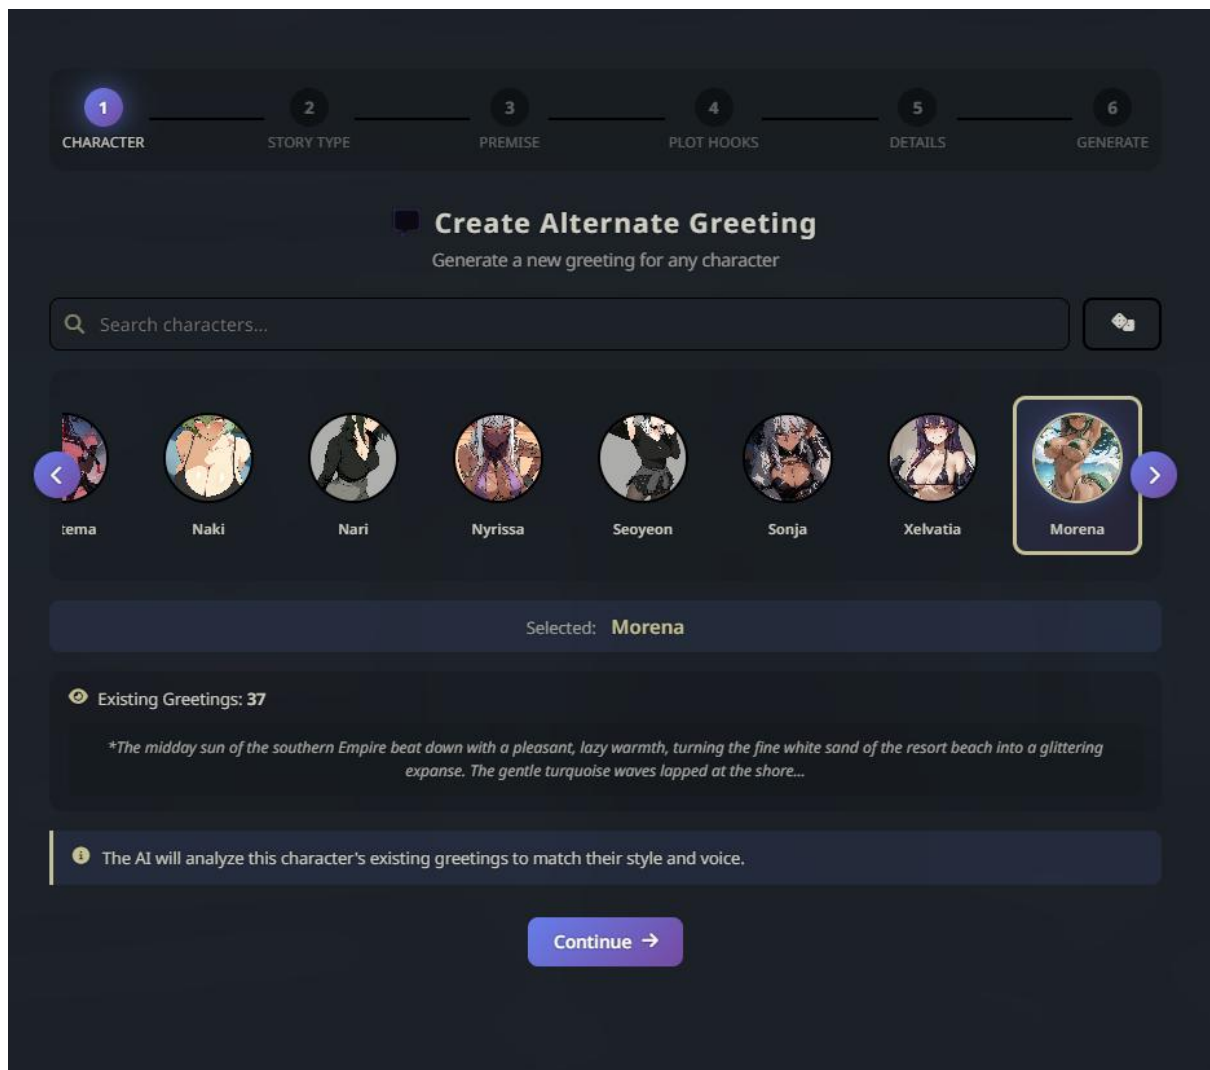 1
2
3
4
5
6
CHARACTER
STORY TYPE
PREMISE
PLOT HOOKS
DETAILS
GENERATE
Create Alternate Greeting
Generate a new greeting for any character
Search characters...
tema
Naki
Nari
Nyrissa
Seoyeon
Sonja
Xelvatia
Morena
Selected: Morena
Existing Greetings: 37
*The midday sun of the southern Empire beat down with a pleasant, lazy warmth, turning the fine white sand of the resort beach into a glittering
expanse. The gentle turquoise waves lapped at the shore...
The AI will analyze this character's existing greetings to match their style and voice.
Continue →